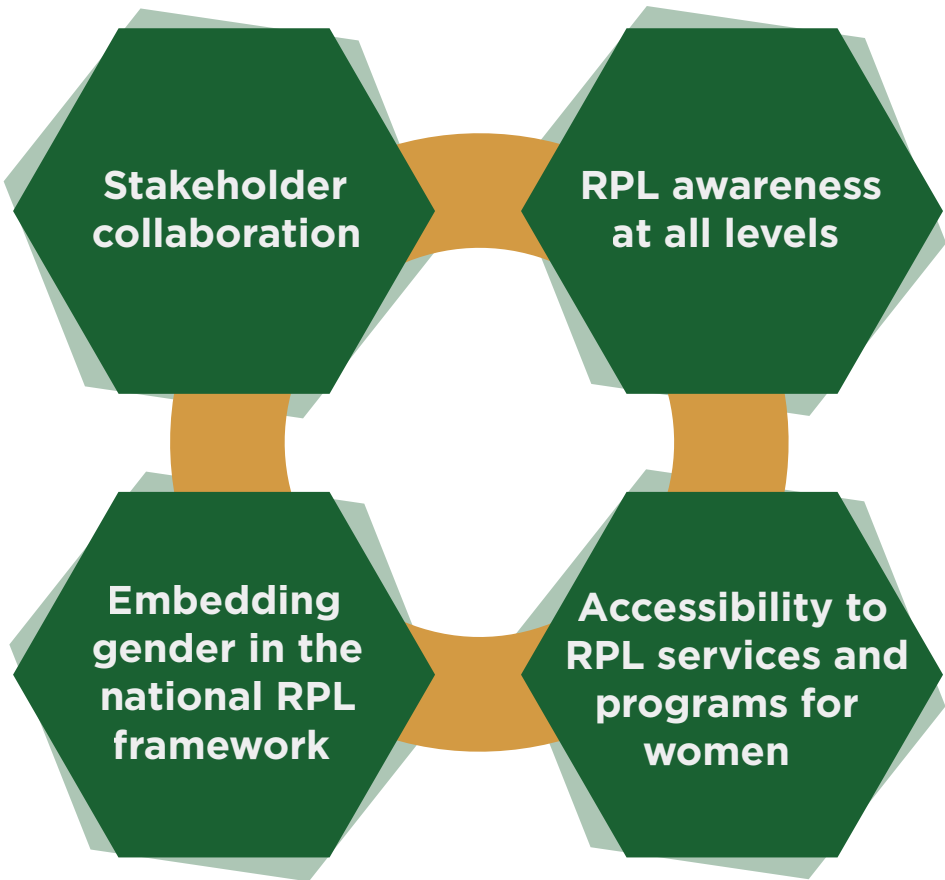 Stakeholder
collaboration
RPL awareness
at all levels
Embedding
gender in the
national RPL
framework
Accessibility to
RPL services and
programs for
women